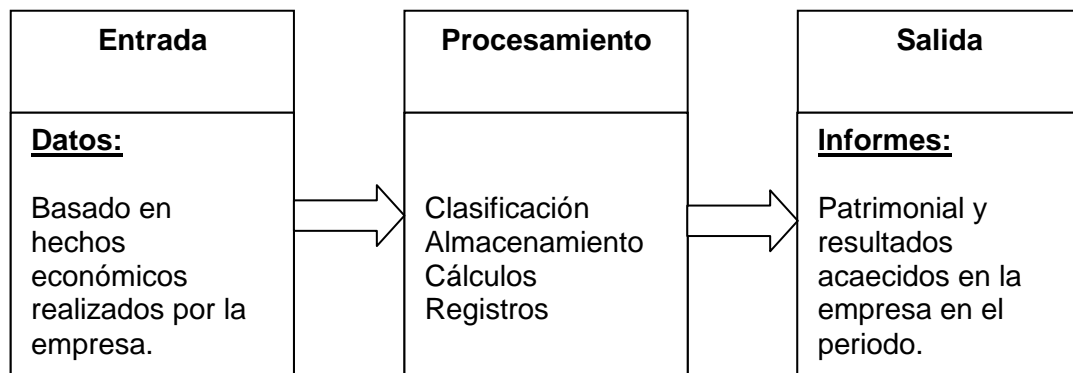 Entrada
Datos:
Basado en
hechos
económicos
realizados por la
empresa.
Procesamiento
Clasificación
Almacenamiento
Cálculos
Registros
Salida
Informes:
Patrimonial y
resultados
acaecidos en la
empresa en el
periodo.